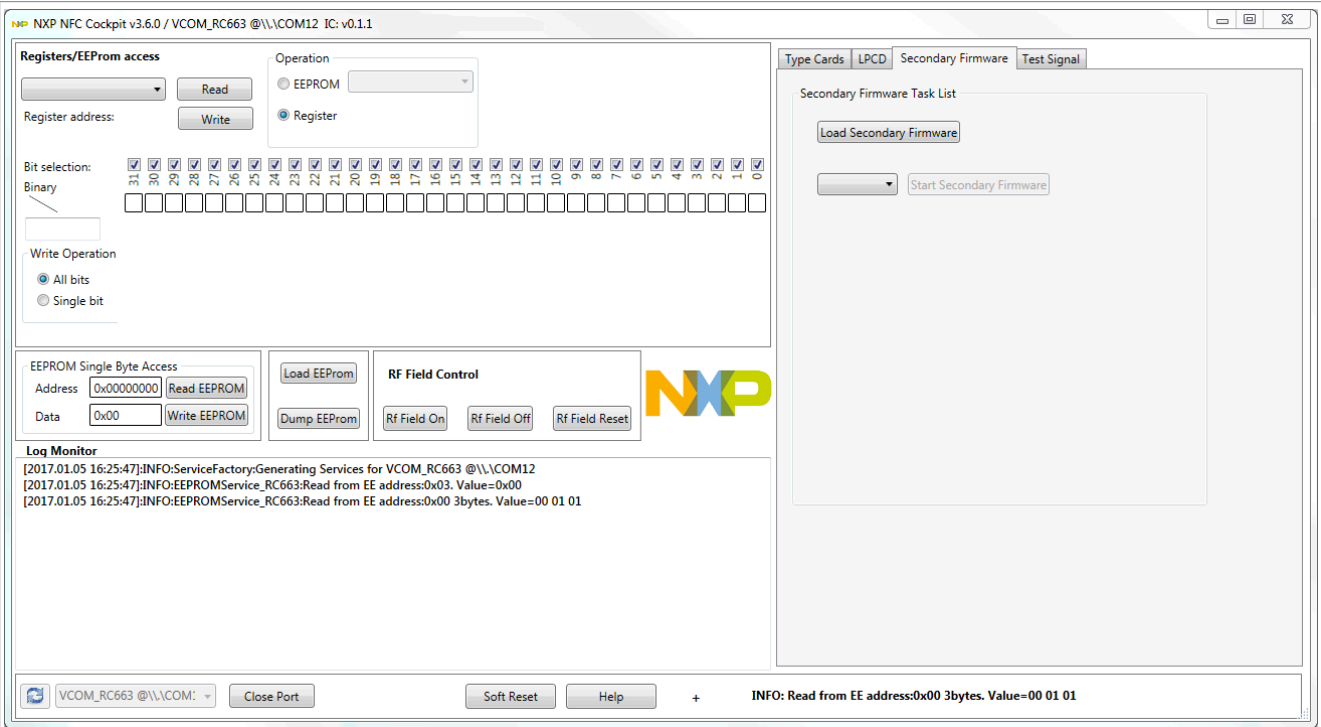 NXP NXP NFC Cockpit v3.6.0 / VCOM_RC663 @\\.\COM12 IC: v0.1.1
Registers/EEProm access
Read
Register address:
Write
Operation
EEPROM
Register
Bit selection:
31 30 29 28 27 26 25 24 23 22 21 20 19 18 17 16 15 14 13 12 11 10 9 8 7 6 5 4 3 2 1 0
Binary
Write Operation
All bits
Single bit
EEPROM Single Byte Access
Address 0x00000000 Read EEPROM
Data 0x00 Write EEPROM
Load EEProm
Dump EEProm
RF Field Control
Rf Field On Rf Field Off Rf Field Reset
NXP
Log Monitor
[2017.01.05 16:25:47]:INFO:ServiceFactory:Generating Services for VCOM_RC663 @\\.\COM12
[2017.01.05 16:25:47]:INFO:EEPROMService_RC663:Read from EE address:0x03. Value=0x00
[2017.01.05 16:25:47]:INFO:EEPROMService_RC663:Read from EE address:0x00 3bytes. Value=00 01 01
Type Cards LPCD Secondary Firmware Test Signal
Secondary Firmware Task List
Load Secondary Firmware
Start Secondary Firmware
VCOM_RC663 @\\.\COM: Close Port Soft Reset Help + INFO: Read from EE address:0x00 3bytes. Value=00 01 01